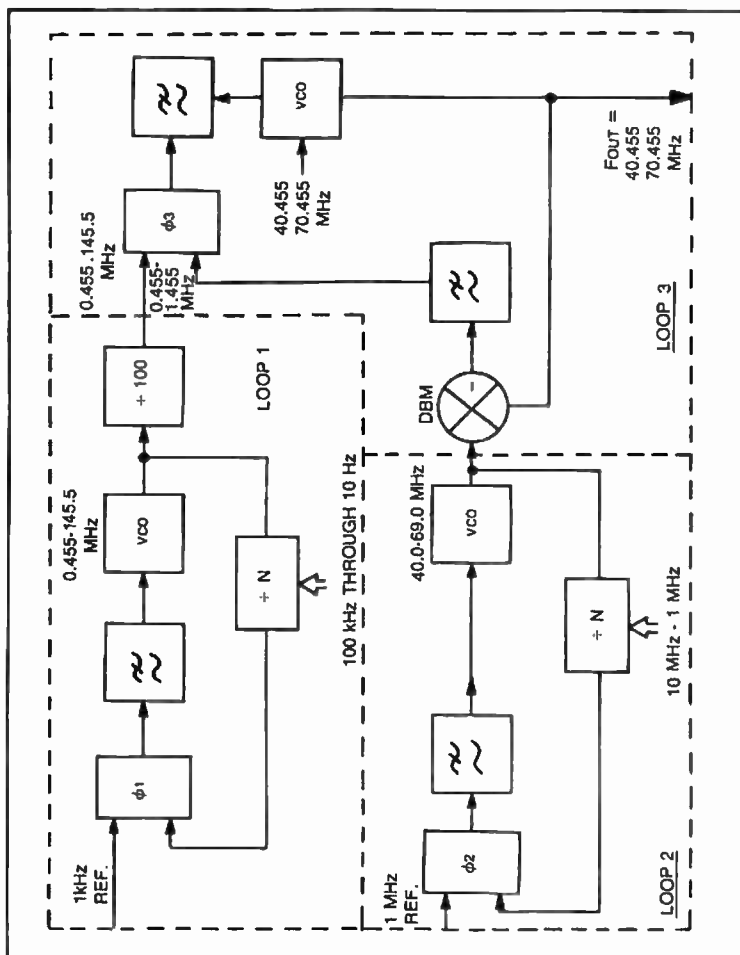 1kHz
REF.
ϕ1
0.455-145.5
MHz
VCO
÷ N
100 kHz THROUGH 10 Hz
÷ 100
LOOP 1
0.455.145.5
MHz
0.455-
1.455
MHz
ϕ3
VCO
40.455
70.455
MHz
1 MHz
REF.
ϕ2
LOOP 2
40.0-69.0 MHz
VCO
÷ N
10 MHz - 1 MHz
DBM
-
LOOP 3
FOUT =
40.455
70.455
MHz